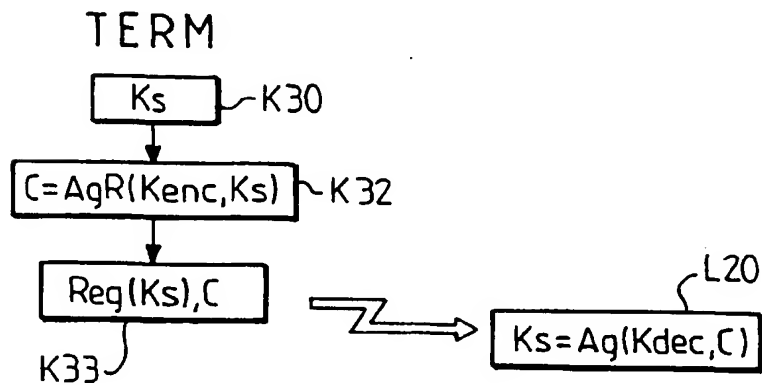 TERM
Ks
K30
C=AgR(Kenc,Ks)
K32
Reg(Ks),C
K33
L20
Ks=Ag(Kdec,C)